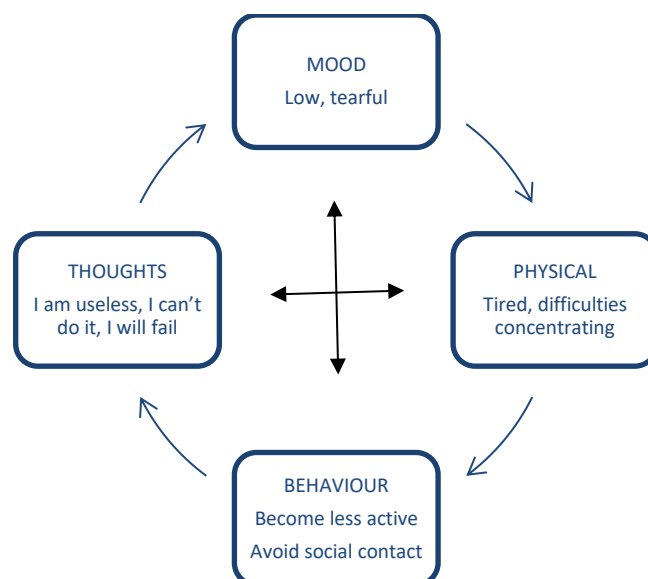 MOOD
Low, tearful
THOUGHTS
I am useless, I can’t
do it, I will fail
PHYSICAL
Tired, difficulties
concentrating
BEHAVIOUR
Become less active
Avoid social contact